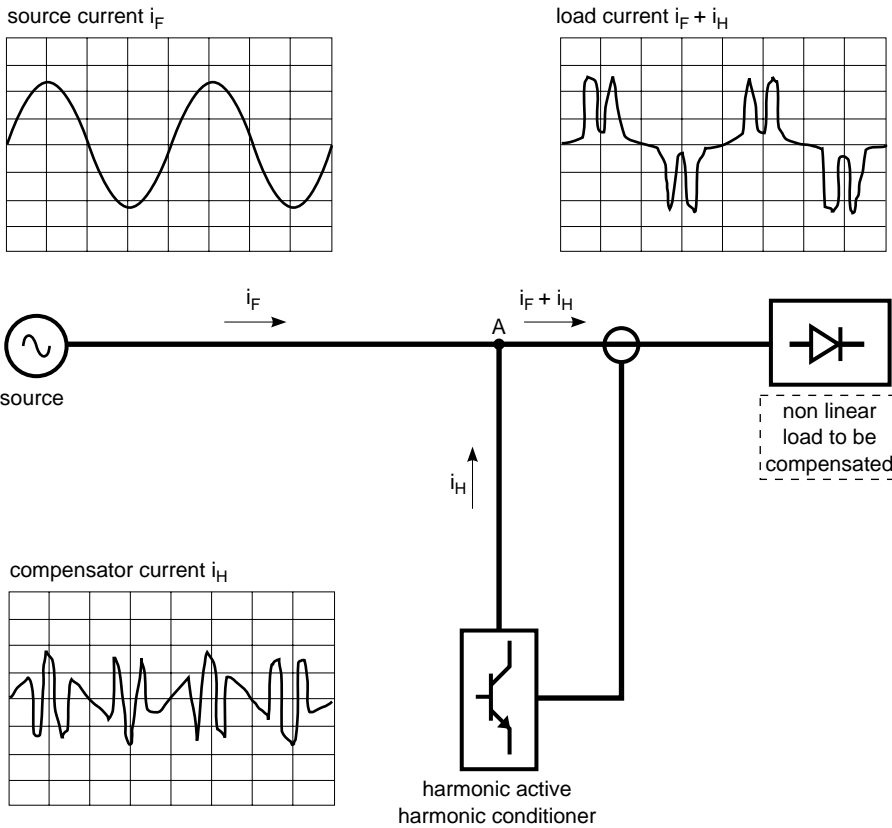 source current iF
load current iF + iH
iF
iF + iH
A
source
non linear
load to be
compensated
iH
compensator current iH
harmonic active
harmonic conditioner